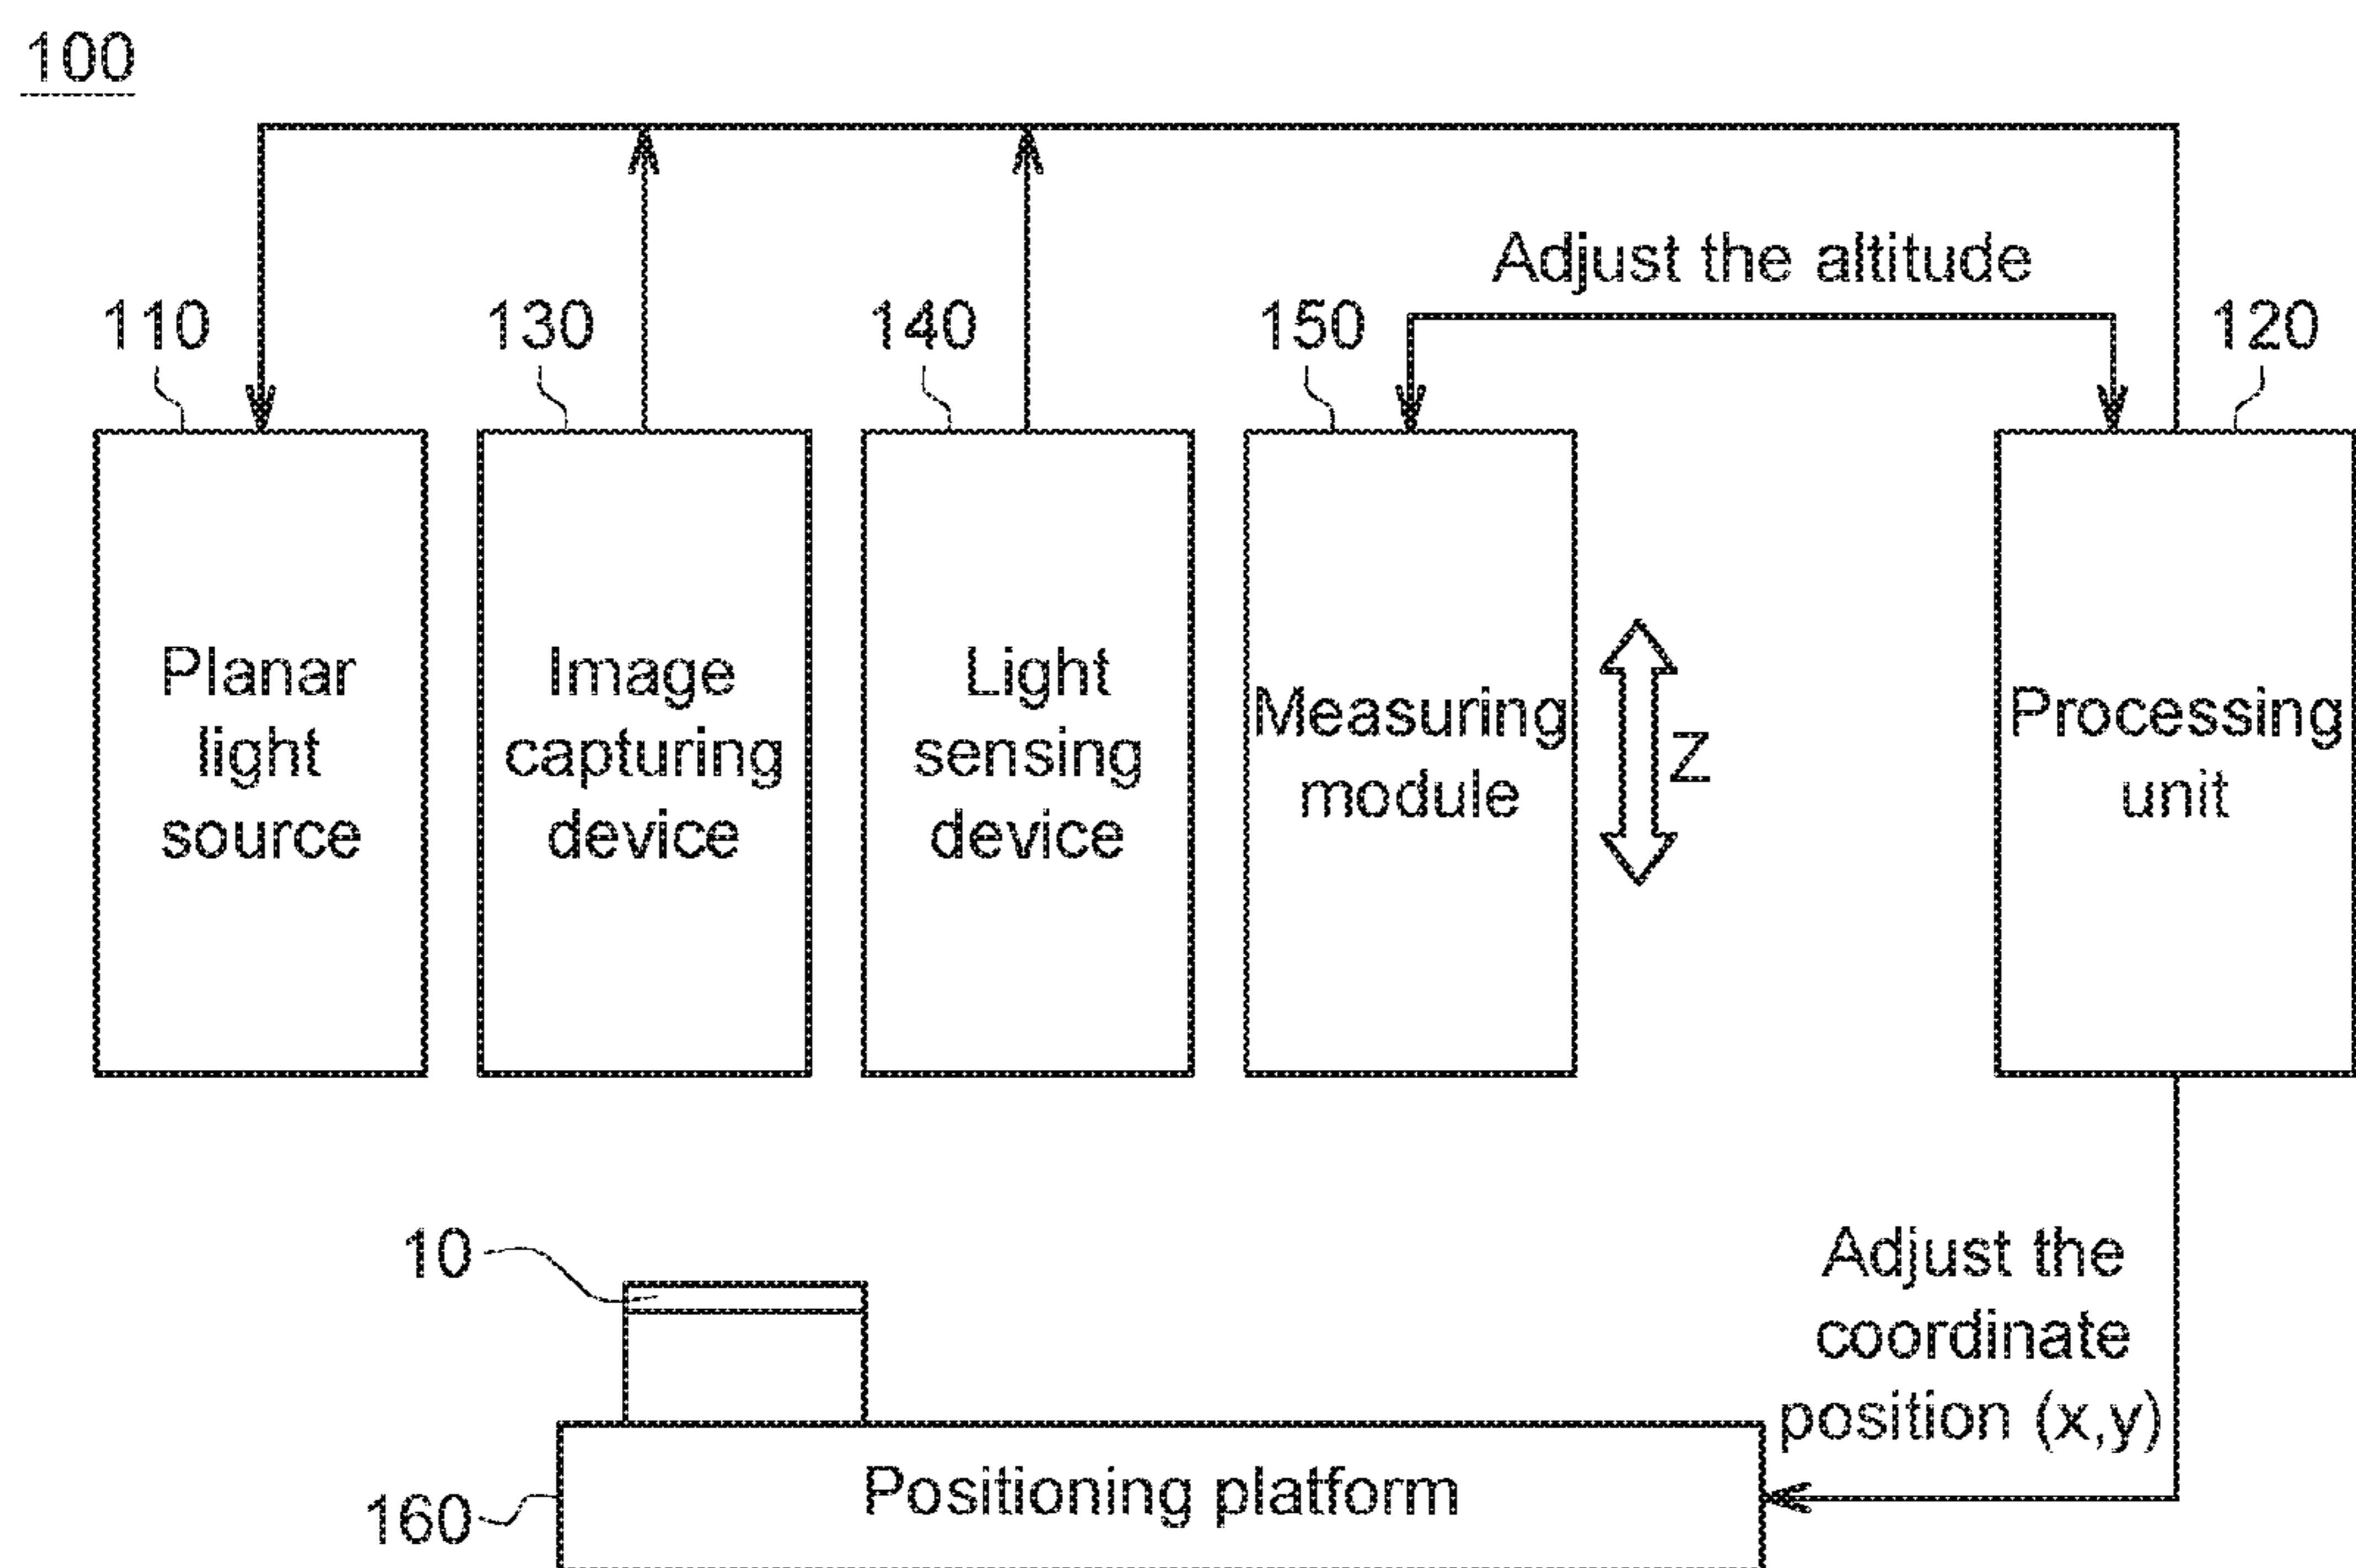 100
Adjust the altitude
110
130
140
150
120
Planar
light
source
Image
capturing
device
Light
sensing
device
Measuring
module
Z
Processing
unit
10
Adjust the
coordinate
position (x,y)
160
Positioning platform